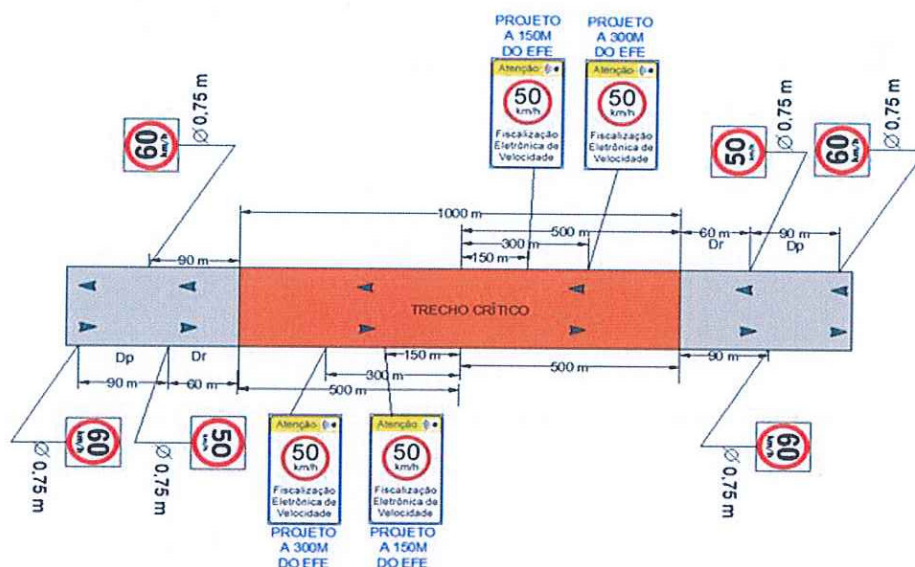 PROJETO
A 150M
DO EFE
PROJETO
A 300M
DO EFE
Atenção
50
km/h
Fiscalização
Eletrônica de
Velocidade
Atenção
50
km/h
Fiscalização
Eletrônica de
Velocidade
60
km/h
Ø 0,75 m
50
km/h
Ø 0,75 m
60
km/h
Ø 0,75 m
1000 m
500 m
300 m
150 m
60 m
Dr
90 m
Dp
90 m
TRECHO CRÍTICO
Dp
90 m
Dr
60 m
150 m
300 m
500 m
500 m
90 m
60
km/h
Ø 0,75 m
50
km/h
Ø 0,75 m
60
km/h
Ø 0,75 m
Atenção
50
km/h
Fiscalização
Eletrônica de
Velocidade
Atenção
50
km/h
Fiscalização
Eletrônica de
Velocidade
PROJETO
A 300M
DO EFE
PROJETO
A 150M
DO EFE